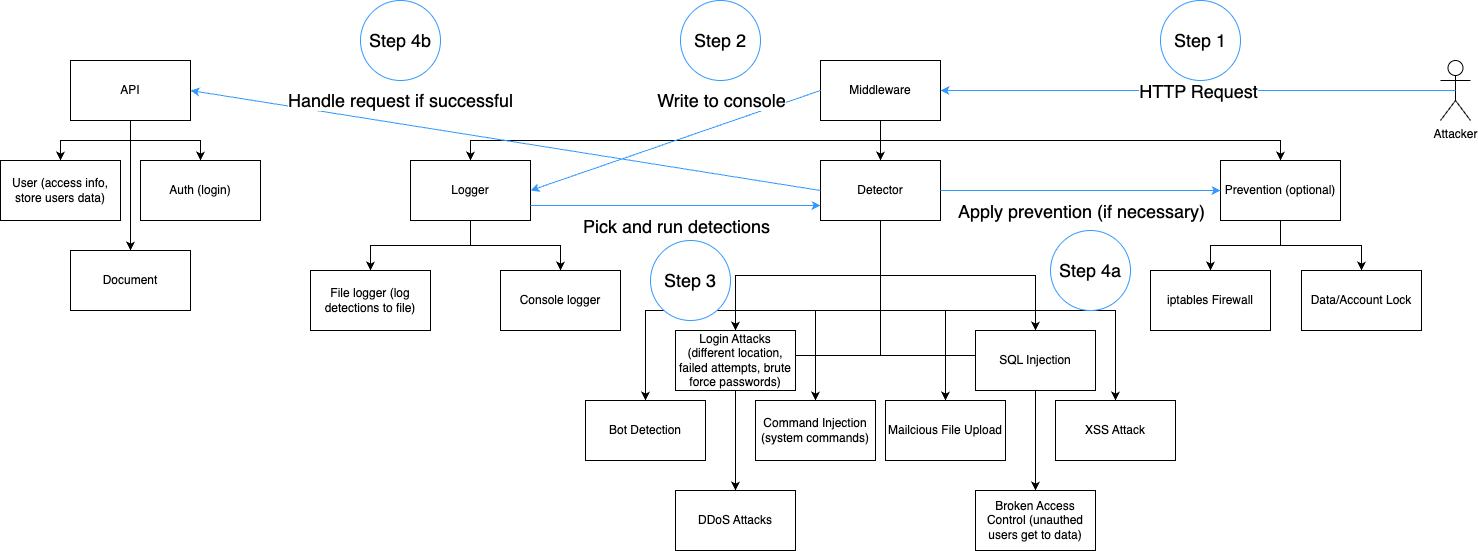 Step 4b
Step 2
Step 1
API
Handle request if successful
Write to console
Middleware
HTTP Request
Attacker
User (access info,
store users data)
Auth (login)
Logger
Detector
Prevention (optional)
Pick and run detections
Apply prevention (if necessary)
Document
Step 3
Step 4a
File logger (log
detections to file)
Console logger
iptables Firewall
Data/Account Lock
Login Attacks
(different location,
failed attempts, brute
force passwords)
SQL Injection
Bot Detection
Command Injection
(system commands)
Mailcious File Upload
XSS Attack
DDoS Attacks
Broken Access
Control (unauthed
users get to data)